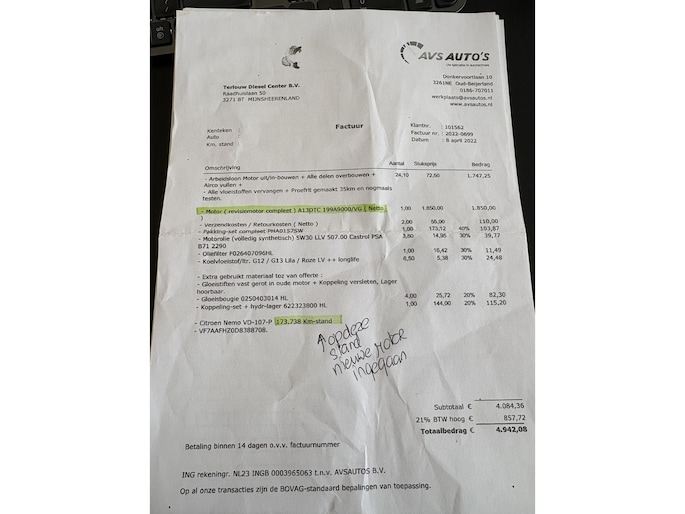 AVS AUTO'S
Donkervoortlaan 10
3261NE Oud-Beijerland
0186-707011
werkplaats@avsautos.nl
www.avsautos.nl
Terlouw Diesel Center B.V.
Raadhuislaan 50
3271 BT MIJNSHEERENLAND
Factuur
Kenteken :
Auto
Km. stand :
Klantnr. : 101562
Factuur nr. : 2022-0699
Datum : 8 april 2022
Omschrijving Aantal Stuksprijs Bedrag
- Arbeidsloon Motor uit/in-bouwen + Alle delen overbouwen + 24,10 72,50 1.747,25
Airco vullen +
- Alle vloeistoffen vervangen + Proefrit gemaakt 35km en nogmaals
testen.
- Motor ( revisiemotor compleet ) A13DTC 199A9000/VG ( Netto 1,00 1.850,00 1.850,00
)
- Verzendkosten / Retourkosten ( Netto ) 2,00 55,00 110,00
- Pakking-set compleet PHA0157SW 1,00 173,12 40% 103,87
- Motorolie (volledig synthetisch) 5W30 LLV 507.00 Castrol PSA 3,80 14,95 30% 39,77
B71 2290
- Oliefilter F026407096HL 1,00 16,42 30% 11,49
- Koelvloeistof/ltr. G12 / G13 Lila / Roze LV ++ longlife 6,50 5,38 30% 24,48
- Extra gebruikt materiaal toz van offerte :
- Gloeistiften vast gerot in oude motor + Koppeling versleten, Lager
hoorbaar.
- Gloeisbougie 0250403014 HL 4,00 25,72 20% 82,30
- Koppeling-set + hydr-lager 622323800 HL 1,00 144,00 20% 115,20
- Citroen Nemo VD-107-P 173.738 Km-stand
- VF7AAFHZ0D8388708.
↑ op deze
stand
nieuwe motor
ingegaan
Subtotaal € 4.084,36
21% BTW hoog € 857,72
Totaalbedrag € 4.942,08
Betaling binnen 14 dagen o.v.v. factuurnummer
ING rekeningr. NL23 INGB 0003965063 t.n.v. AVSAUTOS B.V.
Op al onze transacties zijn de BOVAG-standaard bepalingen van toepassing.